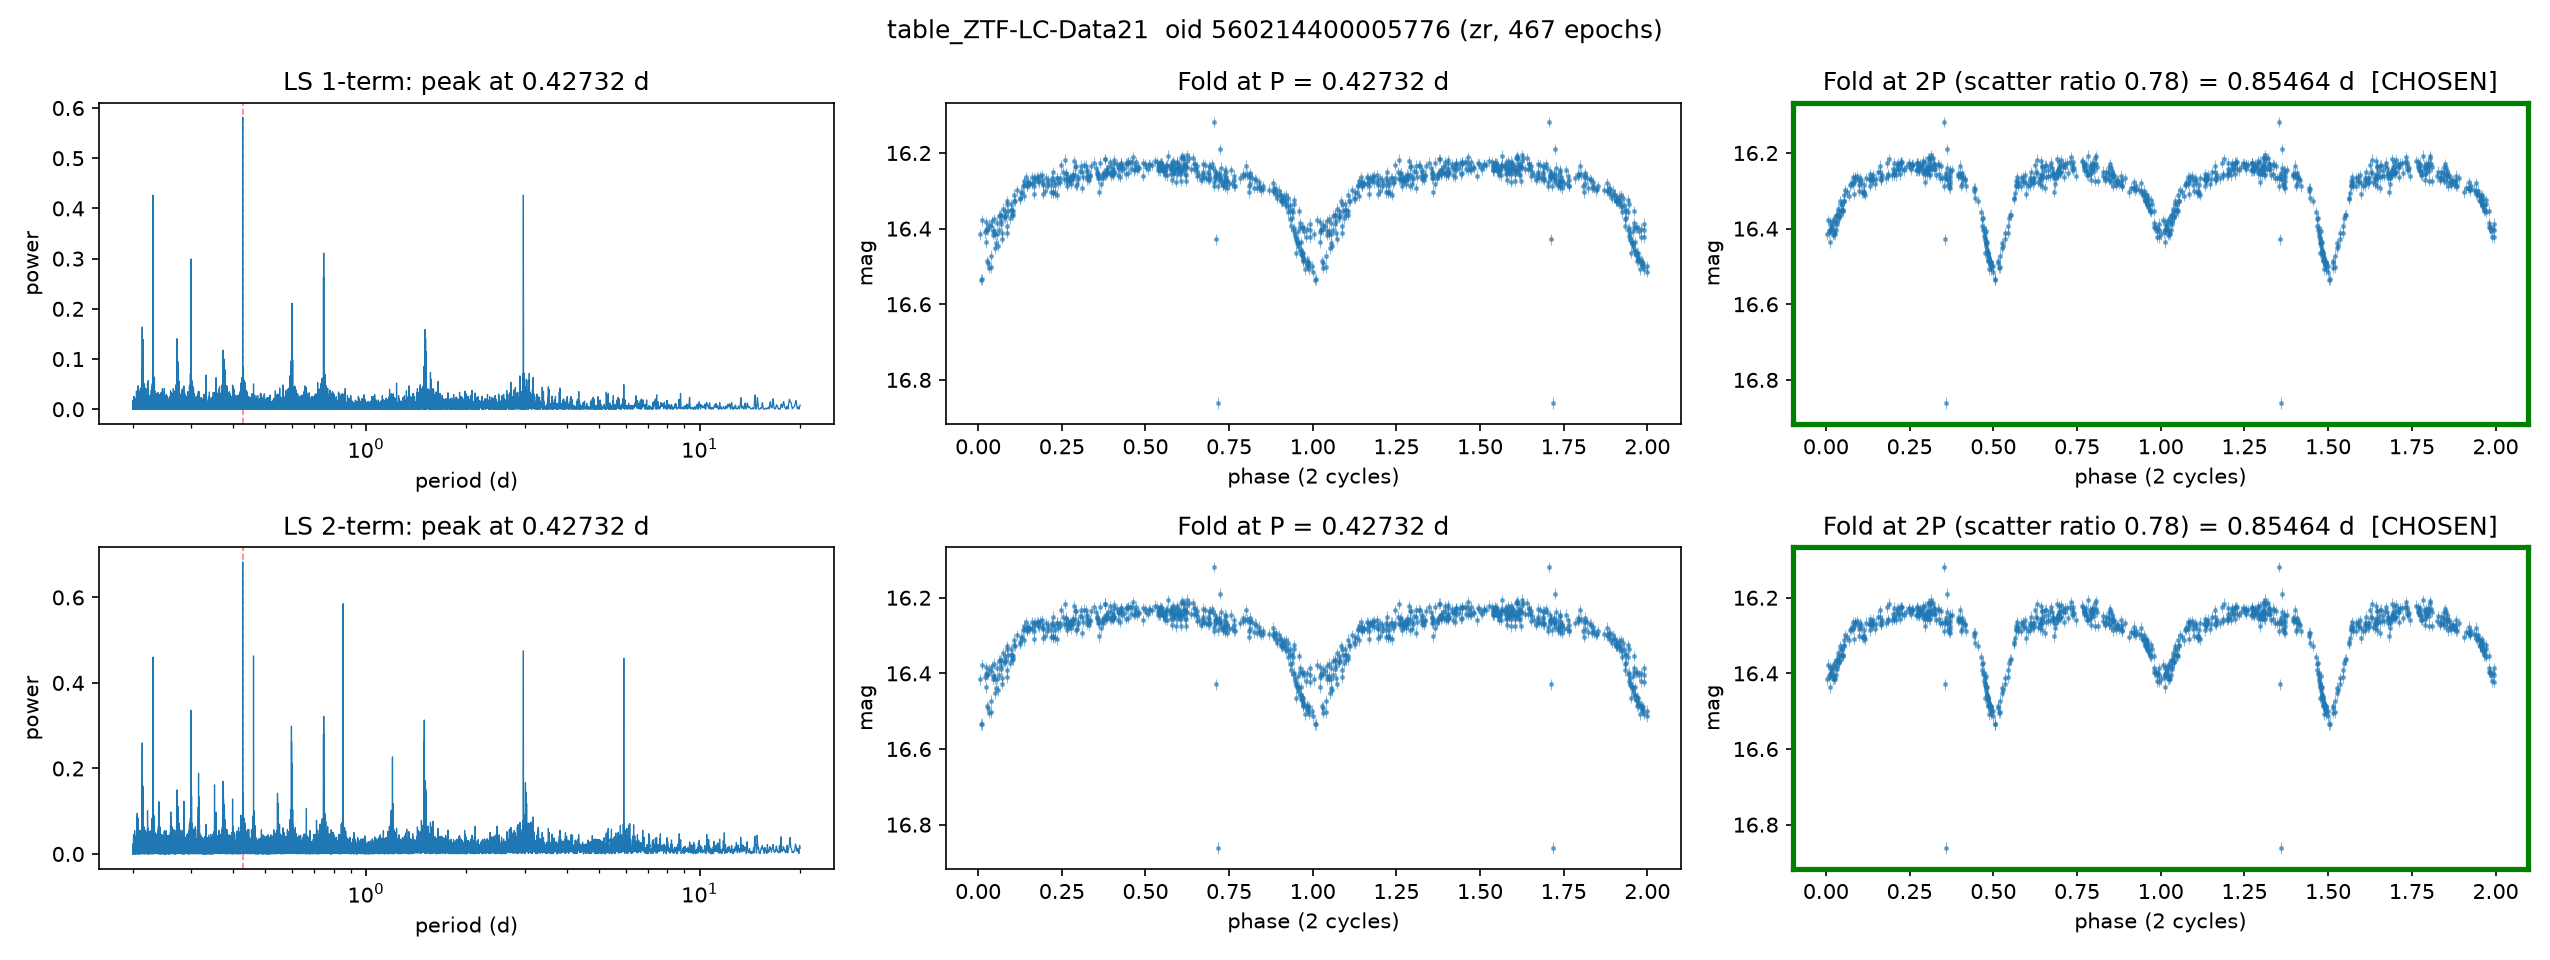 table_ZTF-LC-Data21  oid 560214400005776 (zr, 467 epochs)
LS 1-term: peak at 0.42732 d
Fold at P = 0.42732 d
Fold at 2P (scatter ratio 0.78) = 0.85464 d  [CHOSEN]
0.6
0.5
0.4
0.3
0.2
0.1
0.0
power
10⁰
10¹
period (d)
16.2
16.4
16.6
16.8
mag
0.00 0.25 0.50 0.75 1.00 1.25 1.50 1.75 2.00
phase (2 cycles)
16.2
16.4
16.6
16.8
mag
0.00 0.25 0.50 0.75 1.00 1.25 1.50 1.75 2.00
phase (2 cycles)
LS 2-term: peak at 0.42732 d
Fold at P = 0.42732 d
Fold at 2P (scatter ratio 0.78) = 0.85464 d  [CHOSEN]
0.6
0.4
0.2
0.0
power
10⁰
10¹
period (d)
16.2
16.4
16.6
16.8
mag
0.00 0.25 0.50 0.75 1.00 1.25 1.50 1.75 2.00
phase (2 cycles)
16.2
16.4
16.6
16.8
mag
0.00 0.25 0.50 0.75 1.00 1.25 1.50 1.75 2.00
phase (2 cycles)